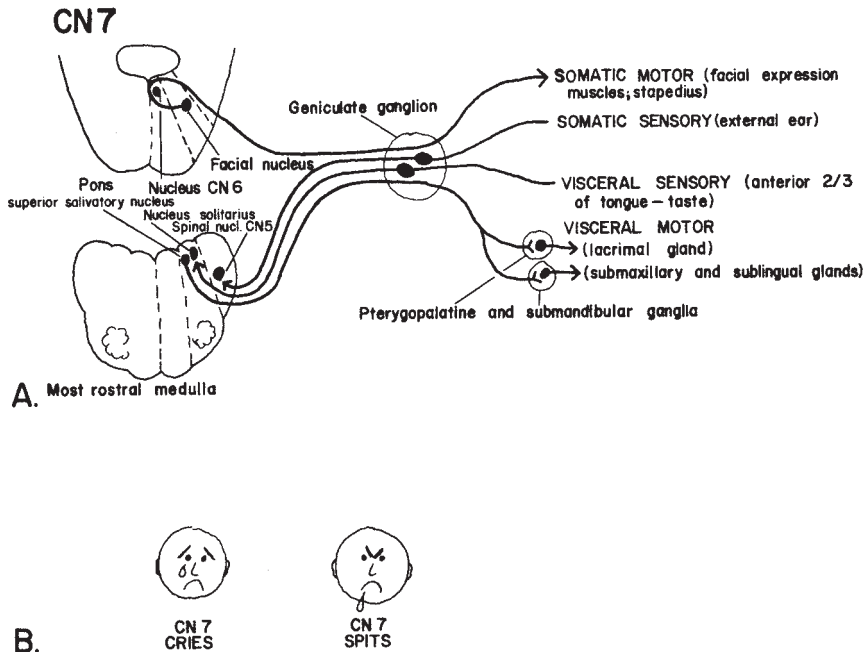 CN7
SOMATIC MOTOR (facial expression
muscles; stapedius)
Geniculate ganglion
SOMATIC SENSORY (external ear)
Facial nucleus
Nucleus CN 6
VISCERAL SENSORY (anterior 2/3
of tongue - taste)
Pons
superior salivatory nucleus
Nucleus solitarius
Spinal nucl. CN5
VISCERAL MOTOR
(lacrimal gland)
(submaxillary and sublingual glands)
Pterygopalatine and submandibular ganglia
A. Most rostral medulla
CN 7
CRIES
CN 7
SPITS
B.